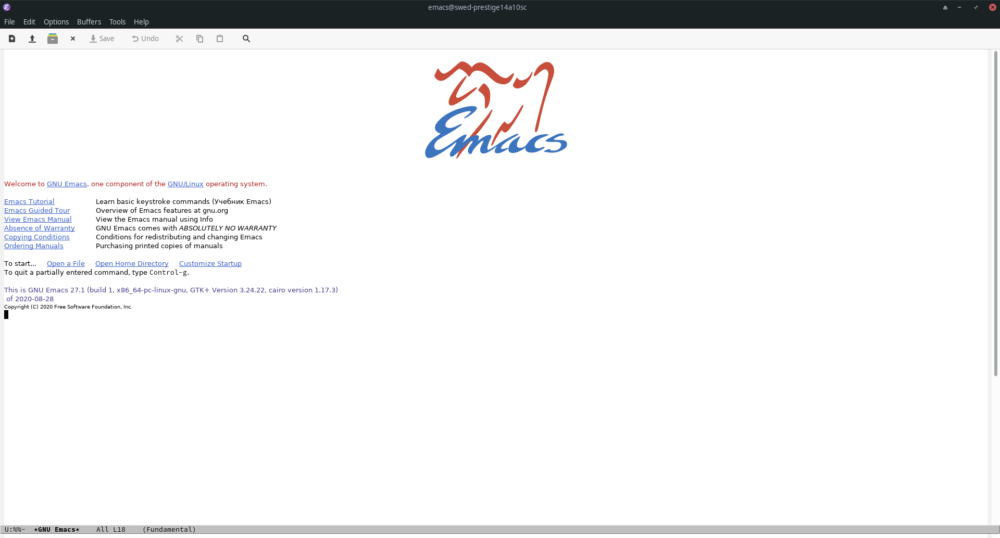 emacs@swed-prestige14a10sc
File Edit Options Buffers Tools Help
Save Undo
Emacs
Welcome to GNU Emacs, one component of the GNU/Linux operating system.
Emacs Tutorial Learn basic keystroke commands (Учебник Emacs)
Emacs Guided Tour Overview of Emacs features at gnu.org
View Emacs Manual View the Emacs manual using Info
Absence of Warranty GNU Emacs comes with ABSOLUTELY NO WARRANTY
Copying Conditions Conditions for redistributing and changing Emacs
Ordering Manuals Purchasing printed copies of manuals
To start... Open a File Open Home Directory Customize Startup
To quit a partially entered command, type Control-g.
This is GNU Emacs 27.1 (build 1, x86_64-pc-linux-gnu, GTK+ Version 3.24.22, cairo version 1.17.3)
of 2020-08-28
Copyright (C) 2020 Free Software Foundation, Inc.
U:%%- *GNU Emacs* All L18 (Fundamental)